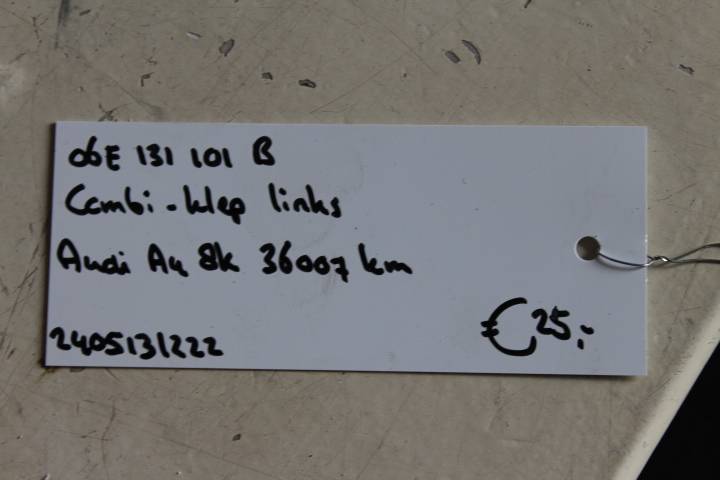 06E 131 101 B
Combi-klep links
Audi A4 8k 36007 km
2405131222
€25,-